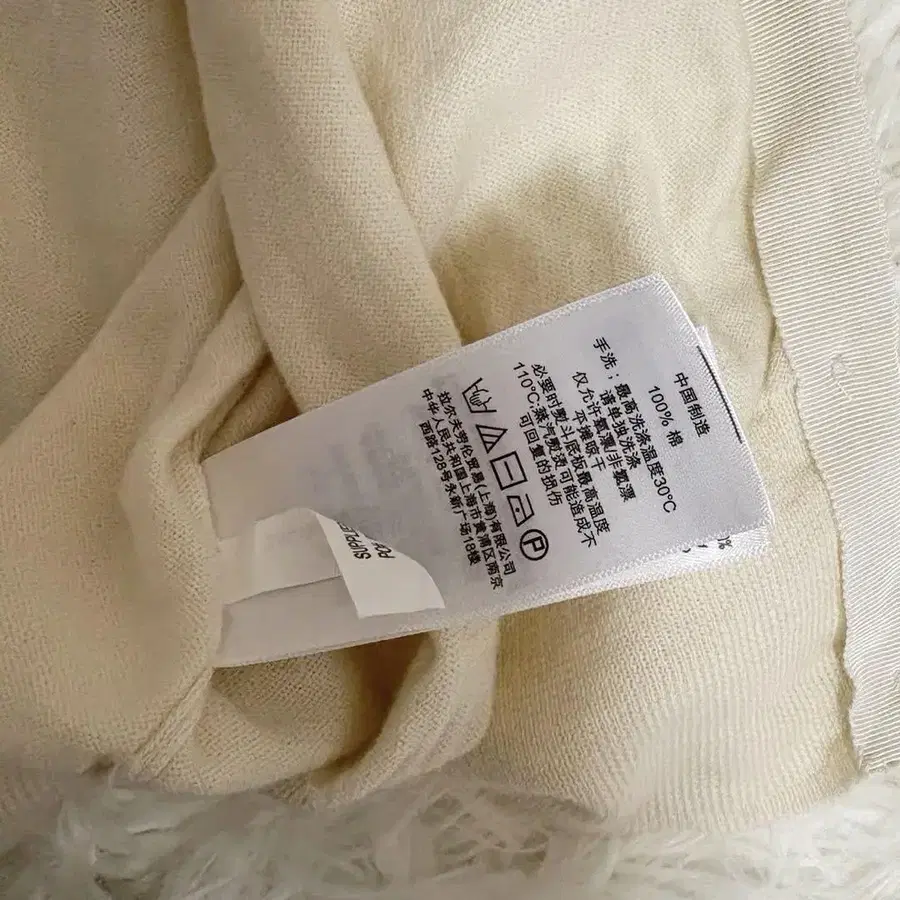 中国制造
100% 棉
手洗；最高洗涤温度30°C
请单独洗涤
仅允许氧漂/非氯漂
平摊晾干
必要时熨斗底板最高温度
110°C;蒸汽熨烫可能造成不
可回复的损伤
P
拉尔夫劳伦贸易(上海)有限公司
中华人民共和国上海市黄浦区南京
西路128号永新广场18楼